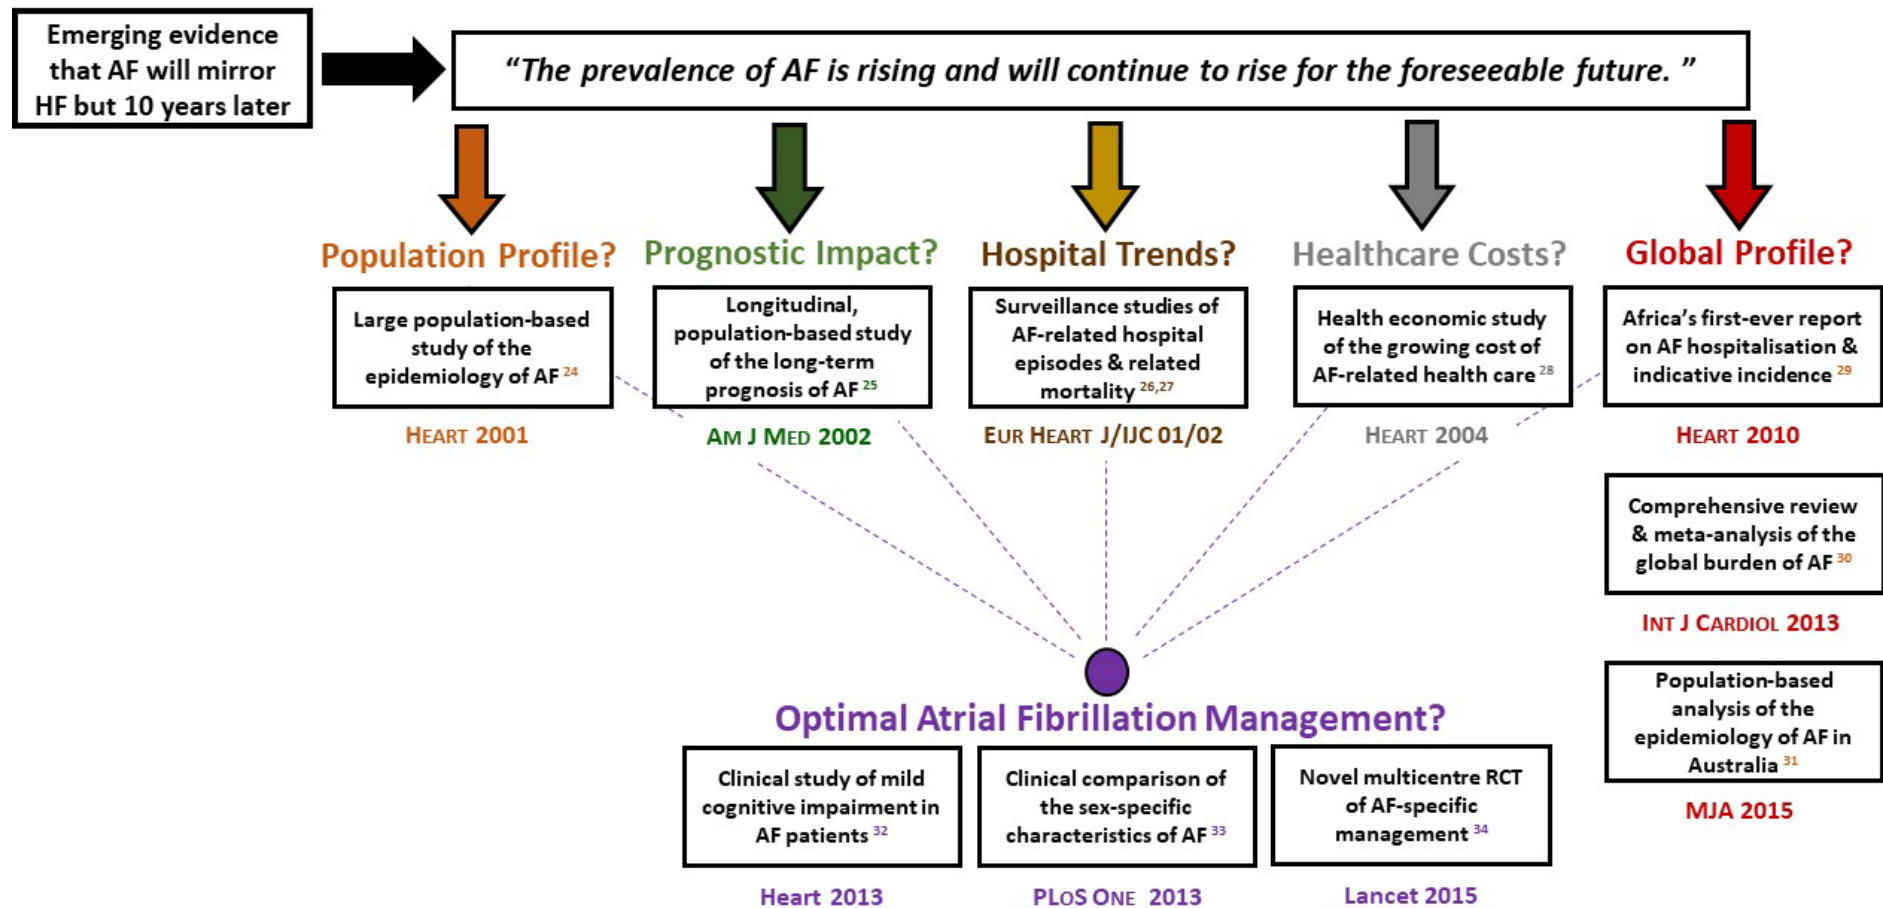 Emerging evidence
that AF will mirror
HF but 10 years later
“The prevalence of AF is rising and will continue to rise for the foreseeable future. ”
Population Profile?
Large population-based
study of the
epidemiology of AF 24
HEART 2001
Prognostic Impact?
Longitudinal,
population-based study
of the long-term
prognosis of AF 25
AM J MED 2002
Hospital Trends?
Surveillance studies of
AF-related hospital
episodes & related
mortality 26,27
EUR HEART J/IJC 01/02
Healthcare Costs?
Health economic study
of the growing cost of
AF-related health care 28
HEART 2004
Global Profile?
Africa’s first-ever report
on AF hospitalisation &
indicative incidence 29
HEART 2010
Comprehensive review
& meta-analysis of the
global burden of AF 30
INT J CARDIOL 2013
Population-based
analysis of the
epidemiology of AF in
Australia 31
MJA 2015
Optimal Atrial Fibrillation Management?
Clinical study of mild
cognitive impairment in
AF patients 32
Heart 2013
Clinical comparison of
the sex-specific
characteristics of AF 33
PLOS ONE 2013
Novel multicentre RCT
of AF-specific
management 34
Lancet 2015